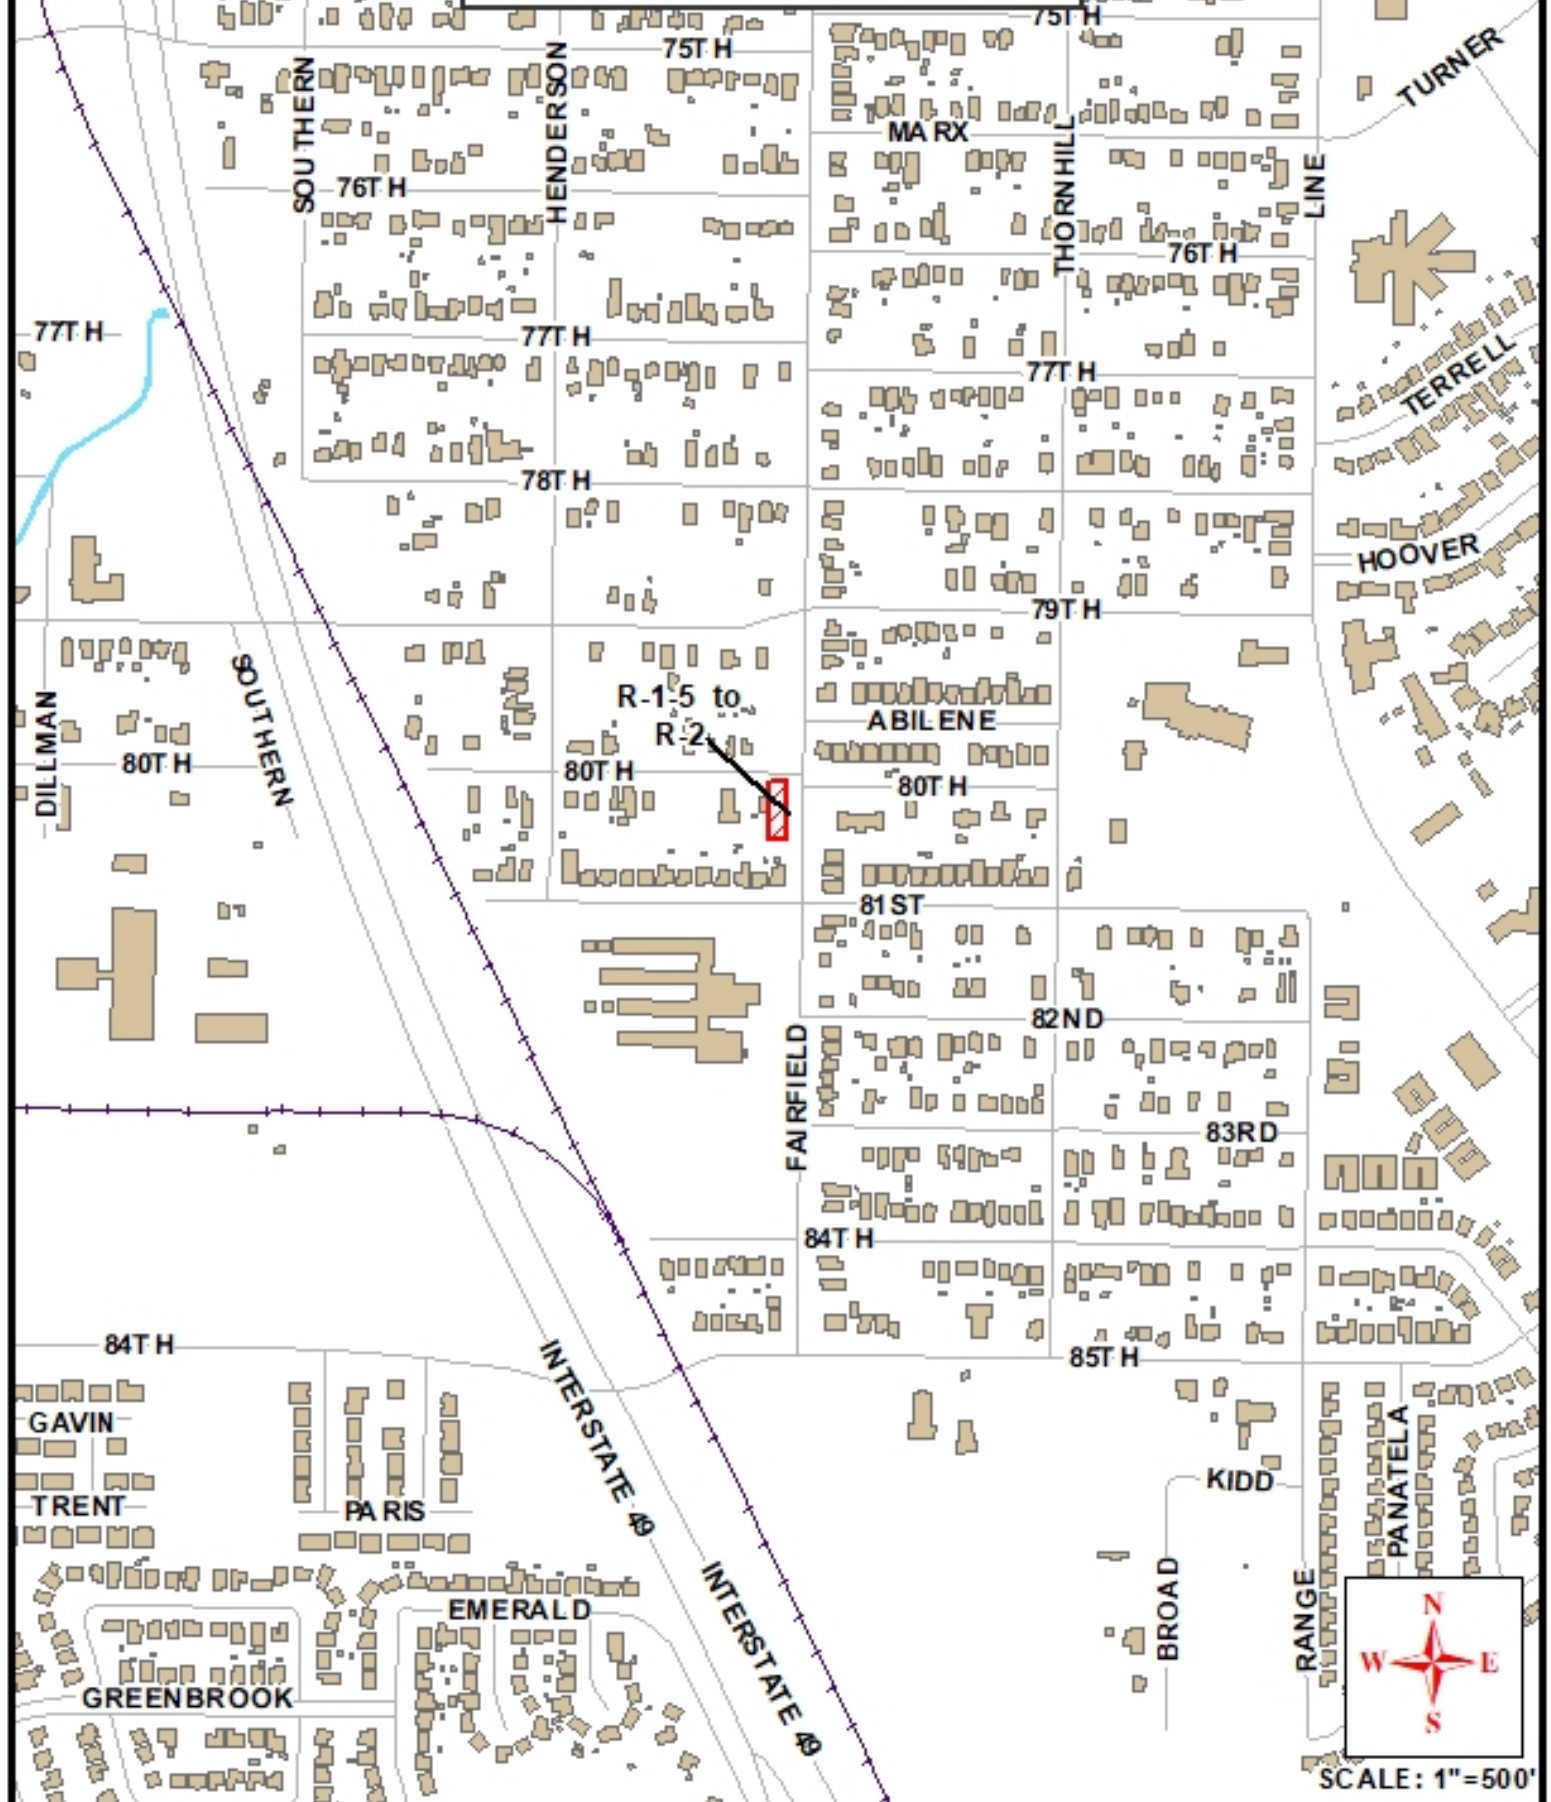 75TH
75TH
TURNER
SOUTHERN
HENDERSON
MARX
THORNHILL
LINE
76TH
76TH
77TH
77TH
77TH
TERRELL
78TH
HOOVER
79TH
SOUTHERN
R-1-5 to
R-2
ABILENE
DILLMAN
80TH
80TH
80TH
81ST
82ND
FAIRFIELD
83RD
84TH
84TH
85TH
INTERSTATE 49
GAVIN
PANATELA
KIDD
TRENT
PARIS
BROAD
RANGE
INTERSTATE 49
EMERALD
N
W E
S
GREENBROOK
SCALE: 1"=500'